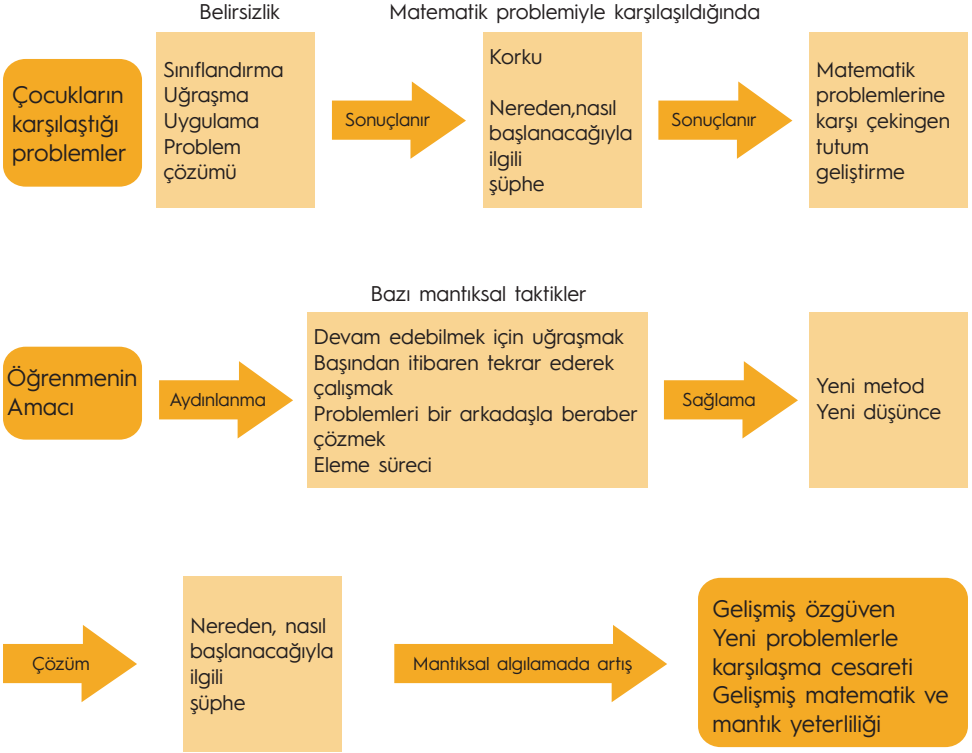 Belirsizlik
Matematik problemiyle karşılaşıldığında
Çocukların
karşılaştığı
problemler
Sınıflandırma
Uğraşma
Uygulama
Problem
çözümü
Sonuçlanır
Korku
Nereden,nasıl
başlanacağıyla
ilgili
şüphe
Sonuçlanır
Matematik
problemlerine
karşı çekingen
tutum
geliştirme
Bazı mantıksal taktikler
Öğrenmenin
Amacı
Aydınlanma
Devam edebilmek için uğraşmak
Başından itibaren tekrar ederek
çalışmak
Problemleri bir arkadaşla beraber
çözmek
Eleme süreci
Sağlama
Yeni metod
Yeni düşünce
Çözüm
Nereden, nasıl
başlanacağıyla
ilgili
şüphe
Mantıksal algılamada artış
Gelişmiş özgüven
Yeni problemlerle
karşılaşma cesareti
Gelişmiş matematik ve
mantık yeterliliği